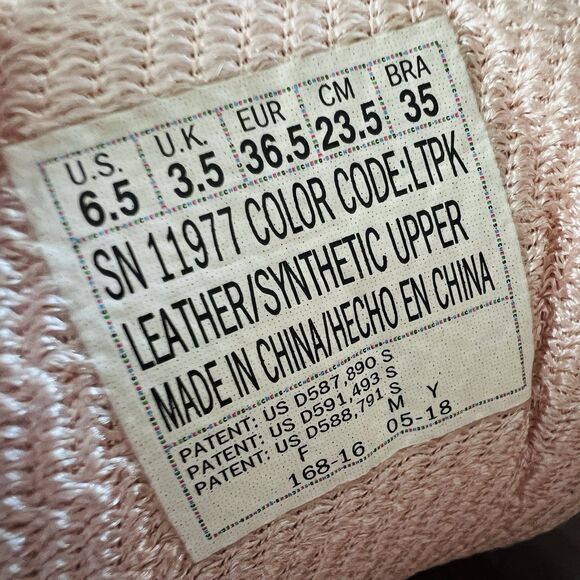 U.S. U.K. EUR CM BRA
6.5 3.5 36.5 23.5 35
SN 11977 COLOR CODE:LTPK
LEATHER/SYNTHETIC UPPER
MADE IN CHINA/HECHO EN CHINA
PATENT: US D587,890 S
PATENT: US D591,493 S
PATENT: US D588,791 S
F M Y
168-16 05-18